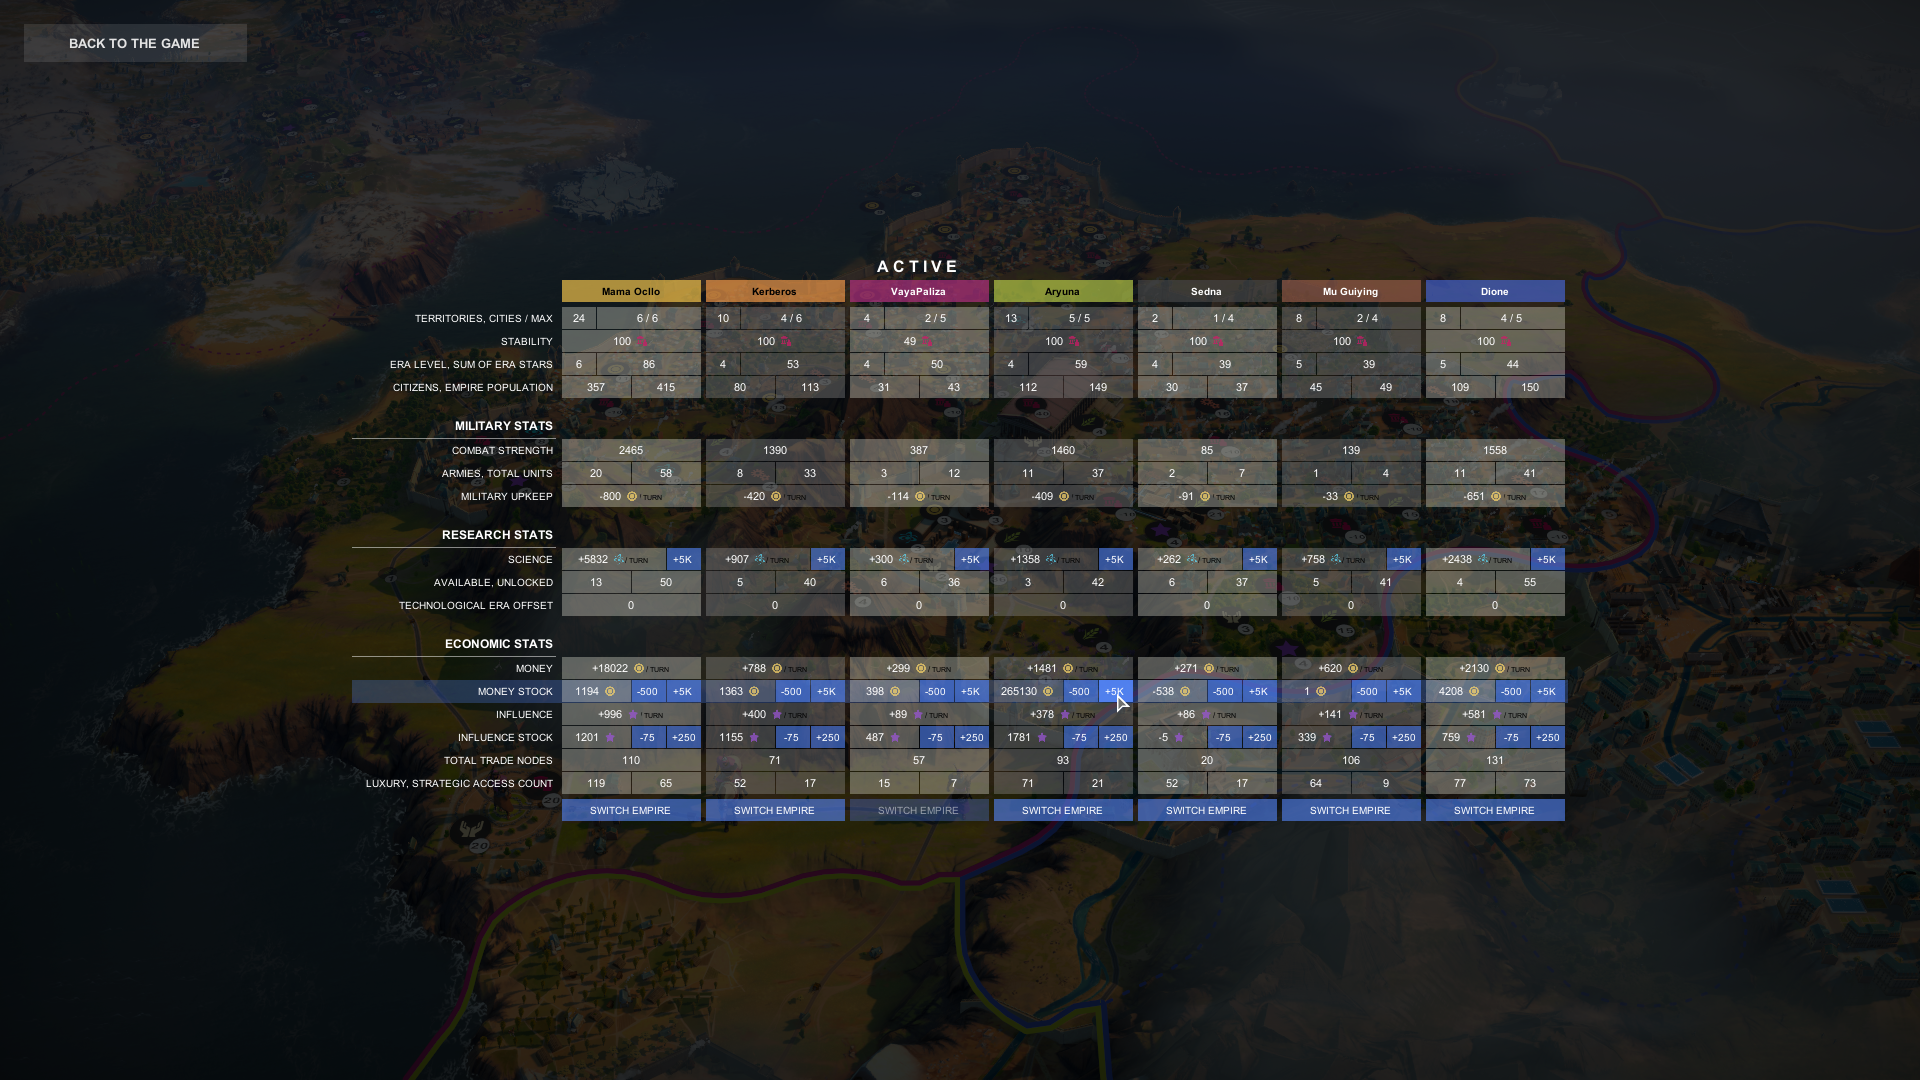 BACK TO THE GAME
ACTIVE
Mama Ocllo Kerberos VayaPaliza Aryuna Sedna Mu Guiying Dione
TERRITORIES, CITIES / MAX 24 6 / 6 10 4 / 6 4 2 / 5 13 5 / 5 2 1 / 4 8 2 / 4 8 4 / 5
STABILITY 100 100 49 100 100 100 100
ERA LEVEL, SUM OF ERA STARS 6 86 4 53 4 50 4 59 4 39 5 39 5 44
CITIZENS, EMPIRE POPULATION 357 415 80 113 31 43 112 149 30 37 45 49 109 150
MILITARY STATS
COMBAT STRENGTH 2465 1390 387 1460 85 139 1558
ARMIES, TOTAL UNITS 20 58 8 33 3 12 11 37 2 7 1 4 11 41
MILITARY UPKEEP -800 / TURN -420 / TURN -114 / TURN -409 / TURN -91 / TURN -33 / TURN -651 / TURN
RESEARCH STATS
SCIENCE +5832 / TURN +5K +907 / TURN +5K +300 / TURN +5K +1358 / TURN +5K +262 / TURN +5K +758 / TURN +5K +2438 / TURN +5K
AVAILABLE, UNLOCKED 13 50 5 40 6 36 3 42 6 37 5 41 4 55
TECHNOLOGICAL ERA OFFSET 0 0 0 0 0 0 0
ECONOMIC STATS
MONEY +18022 / TURN +788 / TURN +299 / TURN +1481 / TURN +271 / TURN +620 / TURN +2130 / TURN
MONEY STOCK 1194 -500 +5K 1363 -500 +5K 398 -500 +5K 265130 -500 +5K -538 -500 +5K 1 -500 +5K 4208 -500 +5K
INFLUENCE +996 / TURN +400 / TURN +89 / TURN +378 / TURN +86 / TURN +141 / TURN +581 / TURN
INFLUENCE STOCK 1201 -75 +250 1155 -75 +250 487 -75 +250 1781 -75 +250 -5 -75 +250 339 -75 +250 759 -75 +250
TOTAL TRADE NODES 110 71 57 93 20 106 131
LUXURY, STRATEGIC ACCESS COUNT 119 65 52 17 15 7 71 21 52 17 64 9 77 73
SWITCH EMPIRE SWITCH EMPIRE SWITCH EMPIRE SWITCH EMPIRE SWITCH EMPIRE SWITCH EMPIRE SWITCH EMPIRE
20
20